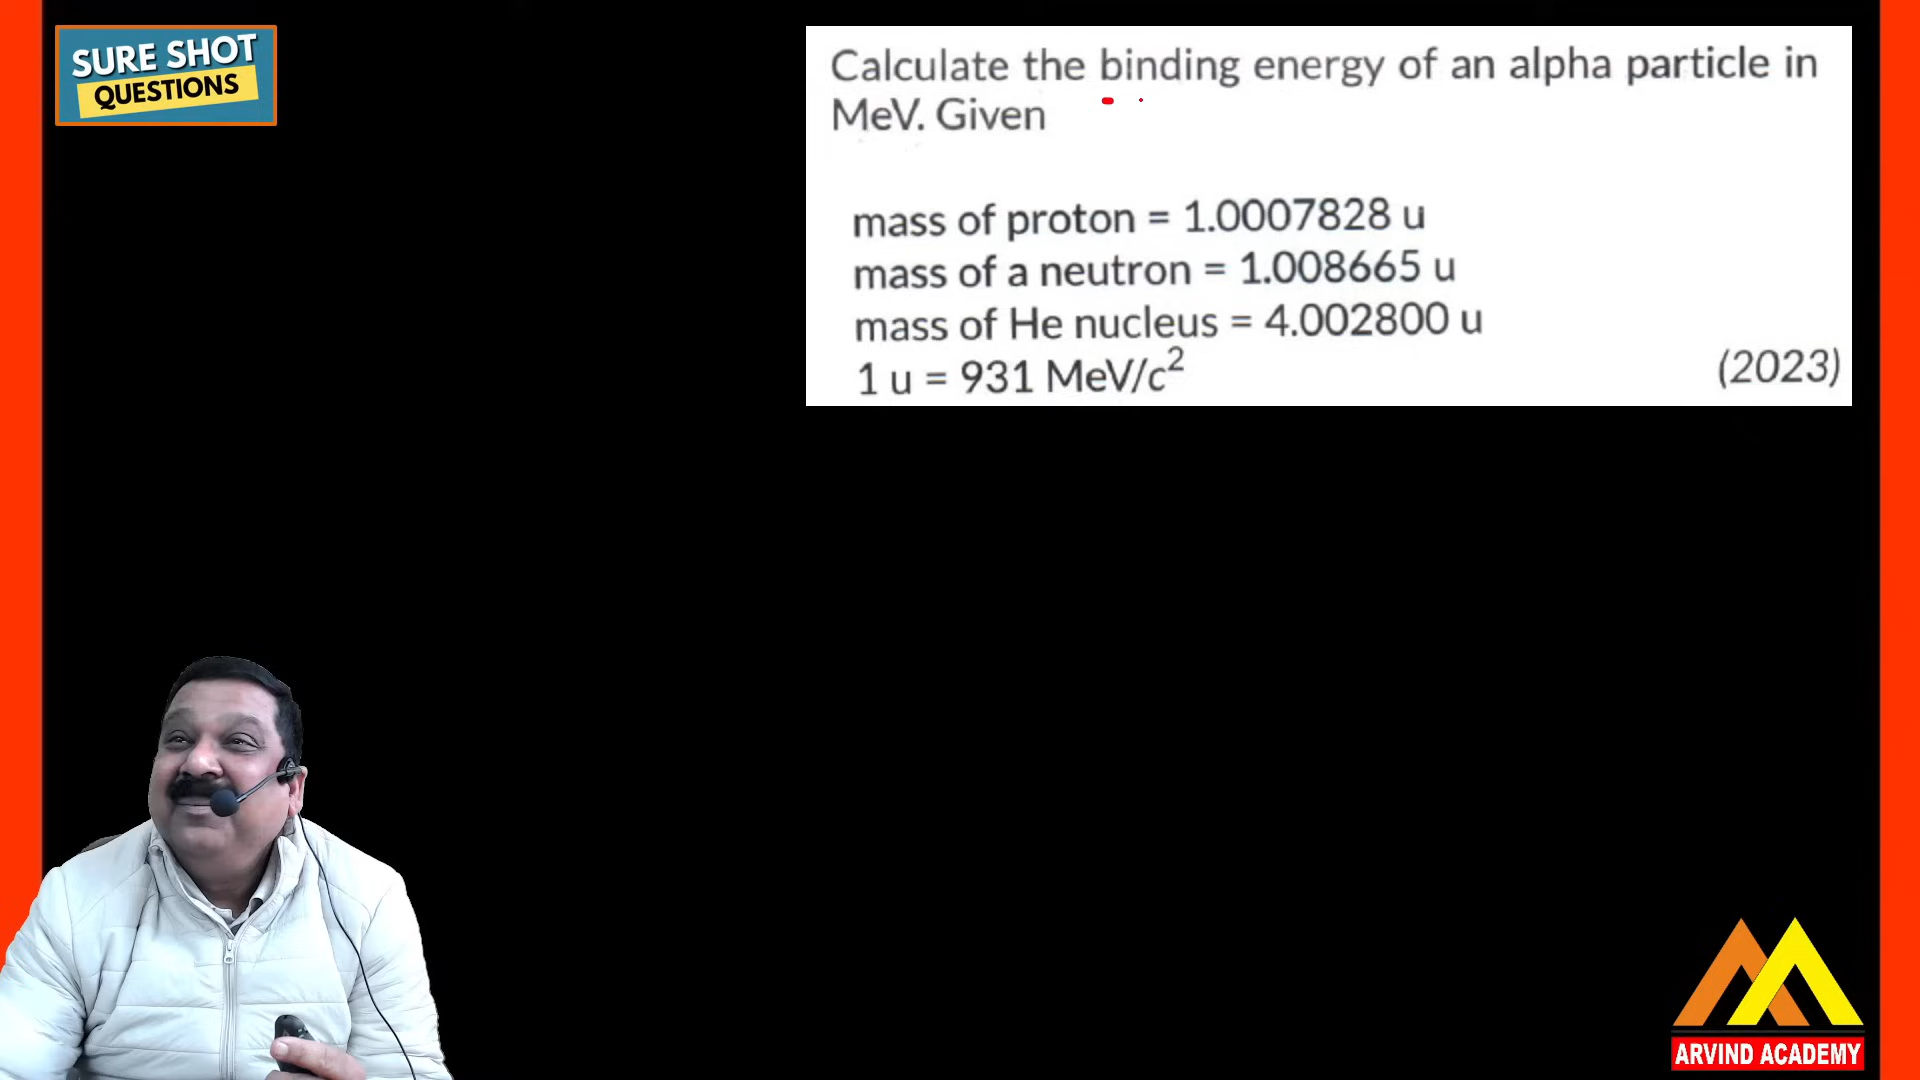 SURE SHOT
QUESTIONS
Calculate the binding energy of an alpha particle in
MeV. Given
mass of proton = 1.0007828 u
mass of a neutron = 1.008665 u
mass of He nucleus = 4.002800 u
1 u = 931 MeV/c²
(2023)
ARVIND ACADEMY